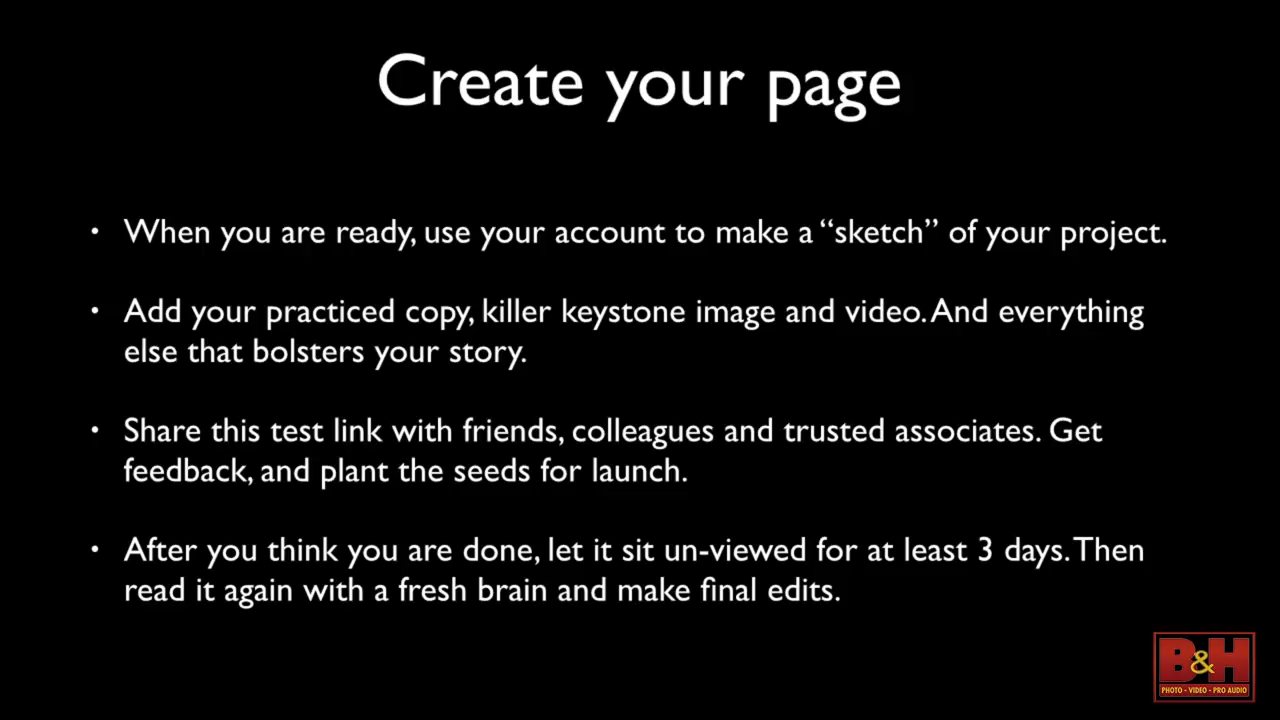 Create your page
• When you are ready, use your account to make a “sketch” of your project.
• Add your practiced copy, killer keystone image and video. And everything
else that bolsters your story.
• Share this test link with friends, colleagues and trusted associates. Get
feedback, and plant the seeds for launch.
• After you think you are done, let it sit un-viewed for at least 3 days. Then
read it again with a fresh brain and make final edits.
B&H
PHOTO - VIDEO - PRO AUDIO